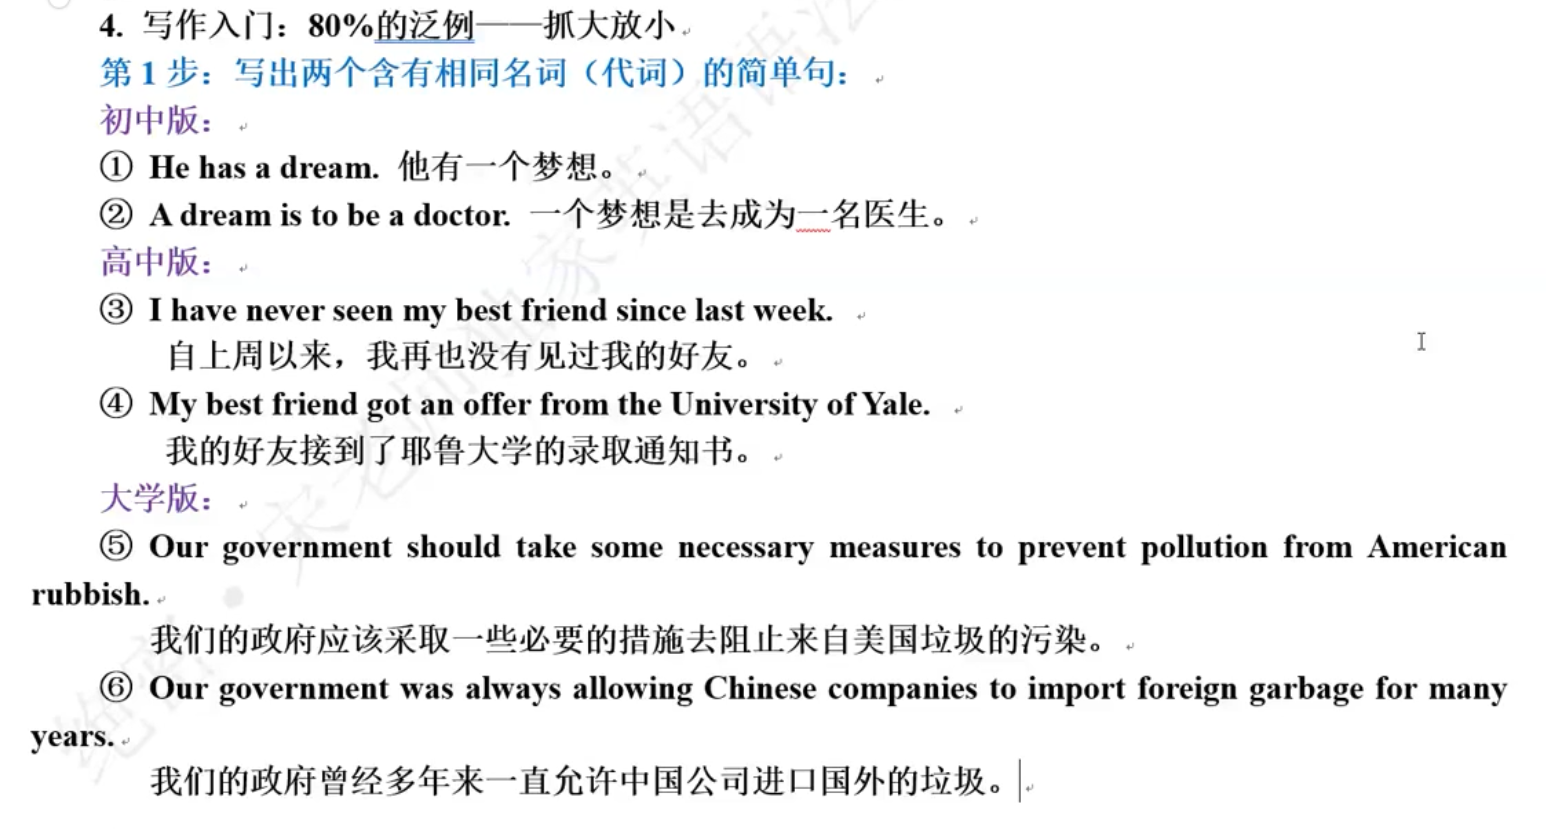 4. 写作入门：80%的泛例——抓大放小
第 1 步：写出两个含有相同名词（代词）的简单句：
初中版：
① He has a dream. 他有一个梦想。
② A dream is to be a doctor. 一个梦想是去成为一名医生。
高中版：
③ I have never seen my best friend since last week.
自上周以来，我再也没有见过我的好友。
④ My best friend got an offer from the University of Yale.
我的好友接到了耶鲁大学的录取通知书。
大学版：
⑤ Our government should take some necessary measures to prevent pollution from American
rubbish.
我们的政府应该采取一些必要的措施去阻止来自美国垃圾的污染。
⑥ Our government was always allowing Chinese companies to import foreign garbage for many
years.
我们的政府曾经多年来一直允许中国公司进口国外的垃圾。